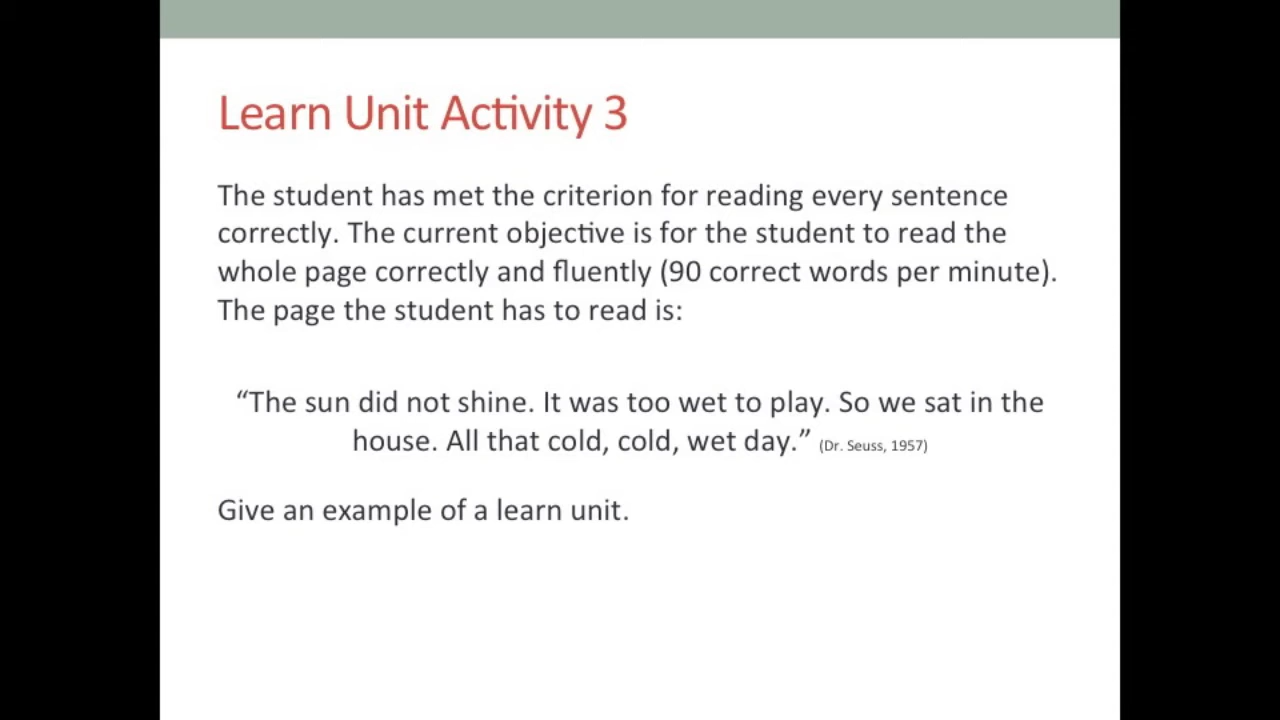 Learn Unit Activity 3
The student has met the criterion for reading every sentence
correctly. The current objective is for the student to read the
whole page correctly and fluently (90 correct words per minute).
The page the student has to read is:
“The sun did not shine. It was too wet to play. So we sat in the
house. All that cold, cold, wet day.” (Dr. Seuss, 1957)
Give an example of a learn unit.